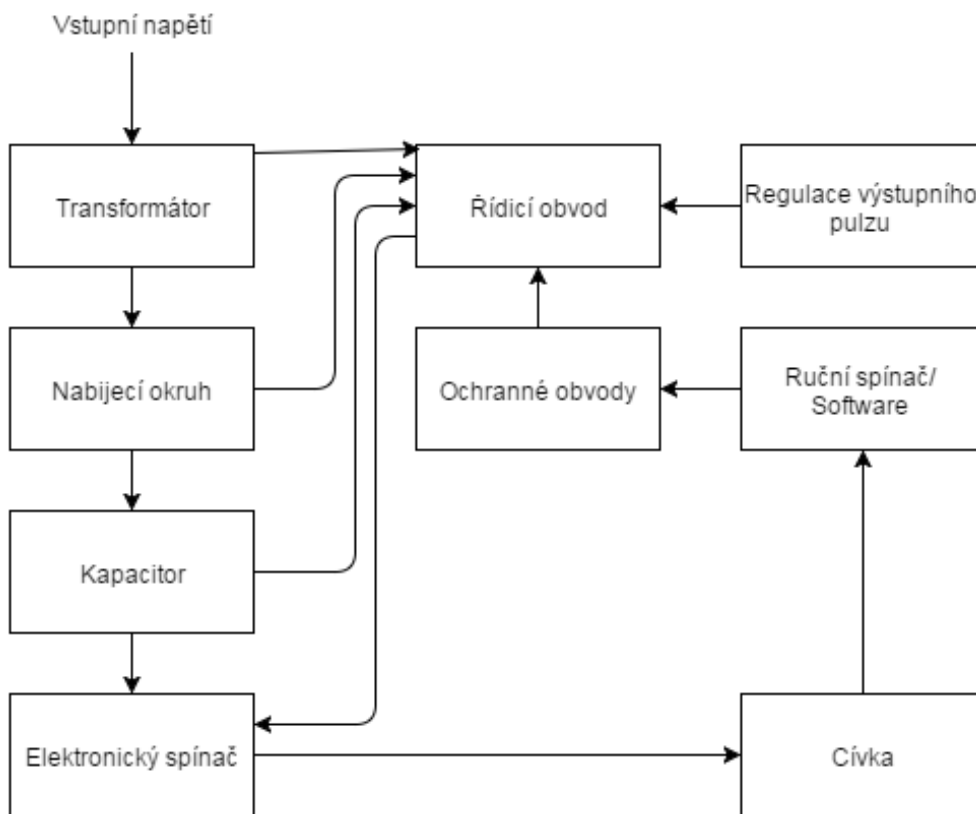 Vstupní napětí
Transformátor
Řídicí obvod
Regulace výstupního
pulzu
Nabijecí okruh
Ochranné obvody
Ruční spínač/
Software
Kapacitor
Elektronický spínač
Cívka